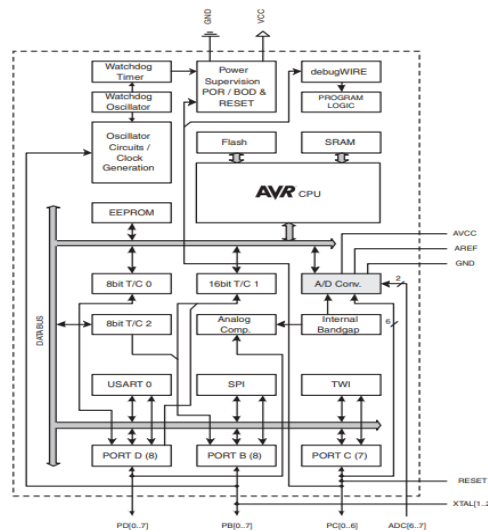 GND
VCC
Watchdog
Timer
Power
Supervision
POR / BOD &
RESET
debugWIRE
Watchdog
Oscillator
PROGRAM
LOGIC
Oscillator
Circuits /
Clock
Generation
Flash
SRAM
AVR CPU
EEPROM
AVCC
AREF
GND
8bit T/C 0
16bit T/C 1
A/D Conv.
2
DATABUS
8bit T/C 2
Analog
Comp.
Internal
Bandgap
6
USART 0
SPI
TWI
PORT D (8)
PORT B (8)
PORT C (7)
RESET
PD[0..7]
PB[0..7]
PC[0..6]
ADC[6..7]